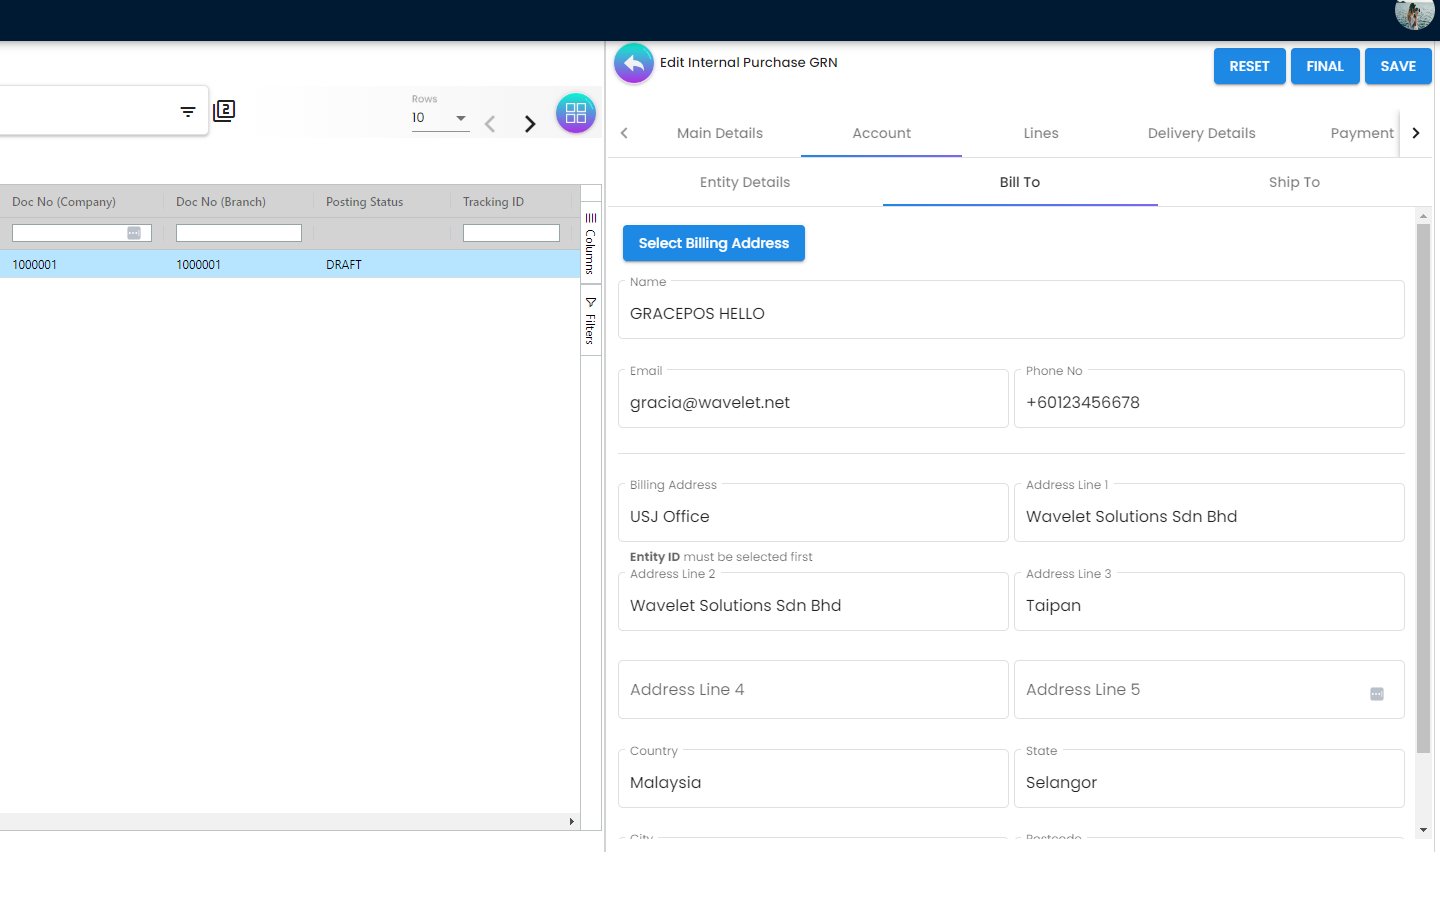 Edit Internal Purchase GRN
RESET
FINAL
SAVE
2
Rows
10
Main Details
Account
Lines
Delivery Details
Payment
Entity Details
Bill To
Ship To
Doc No (Company)
Doc No (Branch)
Posting Status
Tracking ID
1000001
1000001
DRAFT
Columns
Filters
Select Billing Address
Name
GRACEPOS HELLO
Email
gracia@wavelet.net
Phone No
+60123456678
Billing Address
USJ Office
Address Line 1
Wavelet Solutions Sdn Bhd
Entity ID must be selected first
Address Line 2
Wavelet Solutions Sdn Bhd
Address Line 3
Taipan
Address Line 4
Address Line 5
Country
Malaysia
State
Selangor
City
Postcode